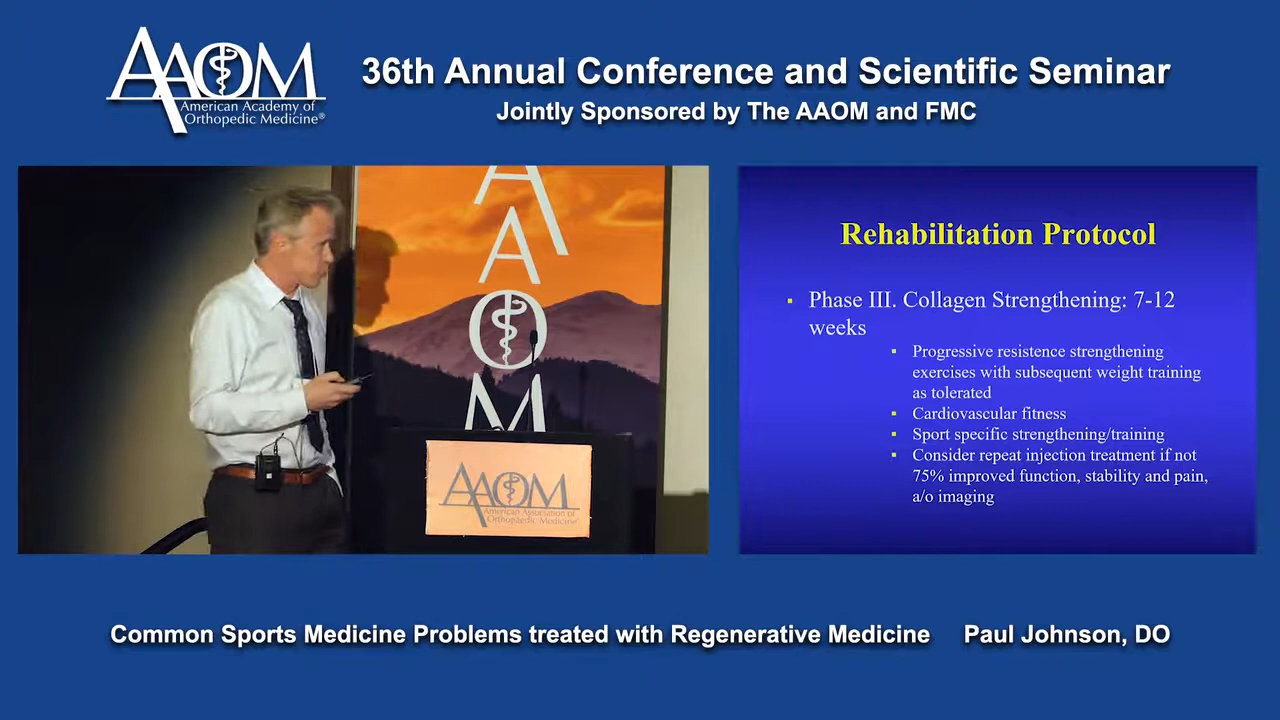 AAOM
American Academy of
Orthopedic Medicine®
36th Annual Conference and Scientific Seminar
Jointly Sponsored by The AAOM and FMC
A
A
O
M
AAOM
American Association of
Orthopaedic Medicine®
Rehabilitation Protocol
Phase III. Collagen Strengthening: 7-12
weeks
Progressive resistence strengthening
exercises with subsequent weight training
as tolerated
Cardiovascular fitness
Sport specific strengthening/training
Consider repeat injection treatment if not
75% improved function, stability and pain,
a/o imaging
Common Sports Medicine Problems treated with Regenerative Medicine Paul Johnson, DO